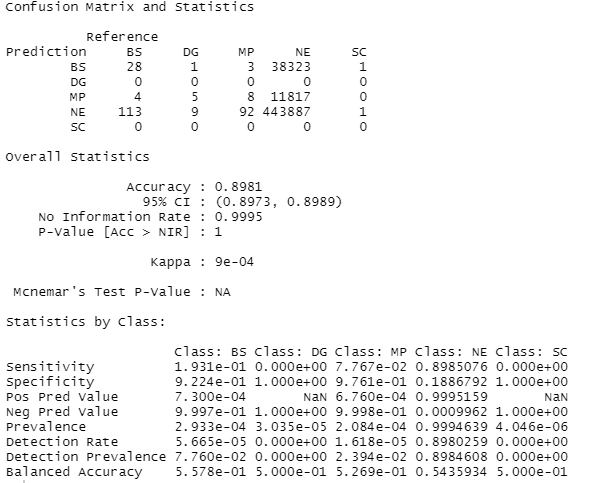 Confusion Matrix and Statistics
Reference
Prediction BS DG MP NE SC
BS 28 1 3 38323 1
DG 0 0 0 0 0
MP 4 5 8 11817 0
NE 113 9 92 443887 1
SC 0 0 0 0 0
Overall Statistics
Accuracy : 0.8981
95% CI : (0.8973, 0.8989)
No Information Rate : 0.9995
P-Value [Acc > NIR] : 1
Kappa : 9e-04
Mcnemar's Test P-Value : NA
Statistics by Class:
Class: BS Class: DG Class: MP Class: NE Class: SC
Sensitivity 1.931e-01 0.000e+00 7.767e-02 0.8985076 0.000e+00
Specificity 9.224e-01 1.000e+00 9.761e-01 0.1886792 1.000e+00
Pos Pred Value 7.300e-04 NaN 6.760e-04 0.9995159 NaN
Neg Pred Value 9.997e-01 1.000e+00 9.998e-01 0.0009962 1.000e+00
Prevalence 2.933e-04 3.035e-05 2.084e-04 0.9994639 4.046e-06
Detection Rate 5.665e-05 0.000e+00 1.618e-05 0.8980259 0.000e+00
Detection Prevalence 7.760e-02 0.000e+00 2.394e-02 0.8984608 0.000e+00
Balanced Accuracy 5.578e-01 5.000e-01 5.269e-01 0.5435934 5.000e-01